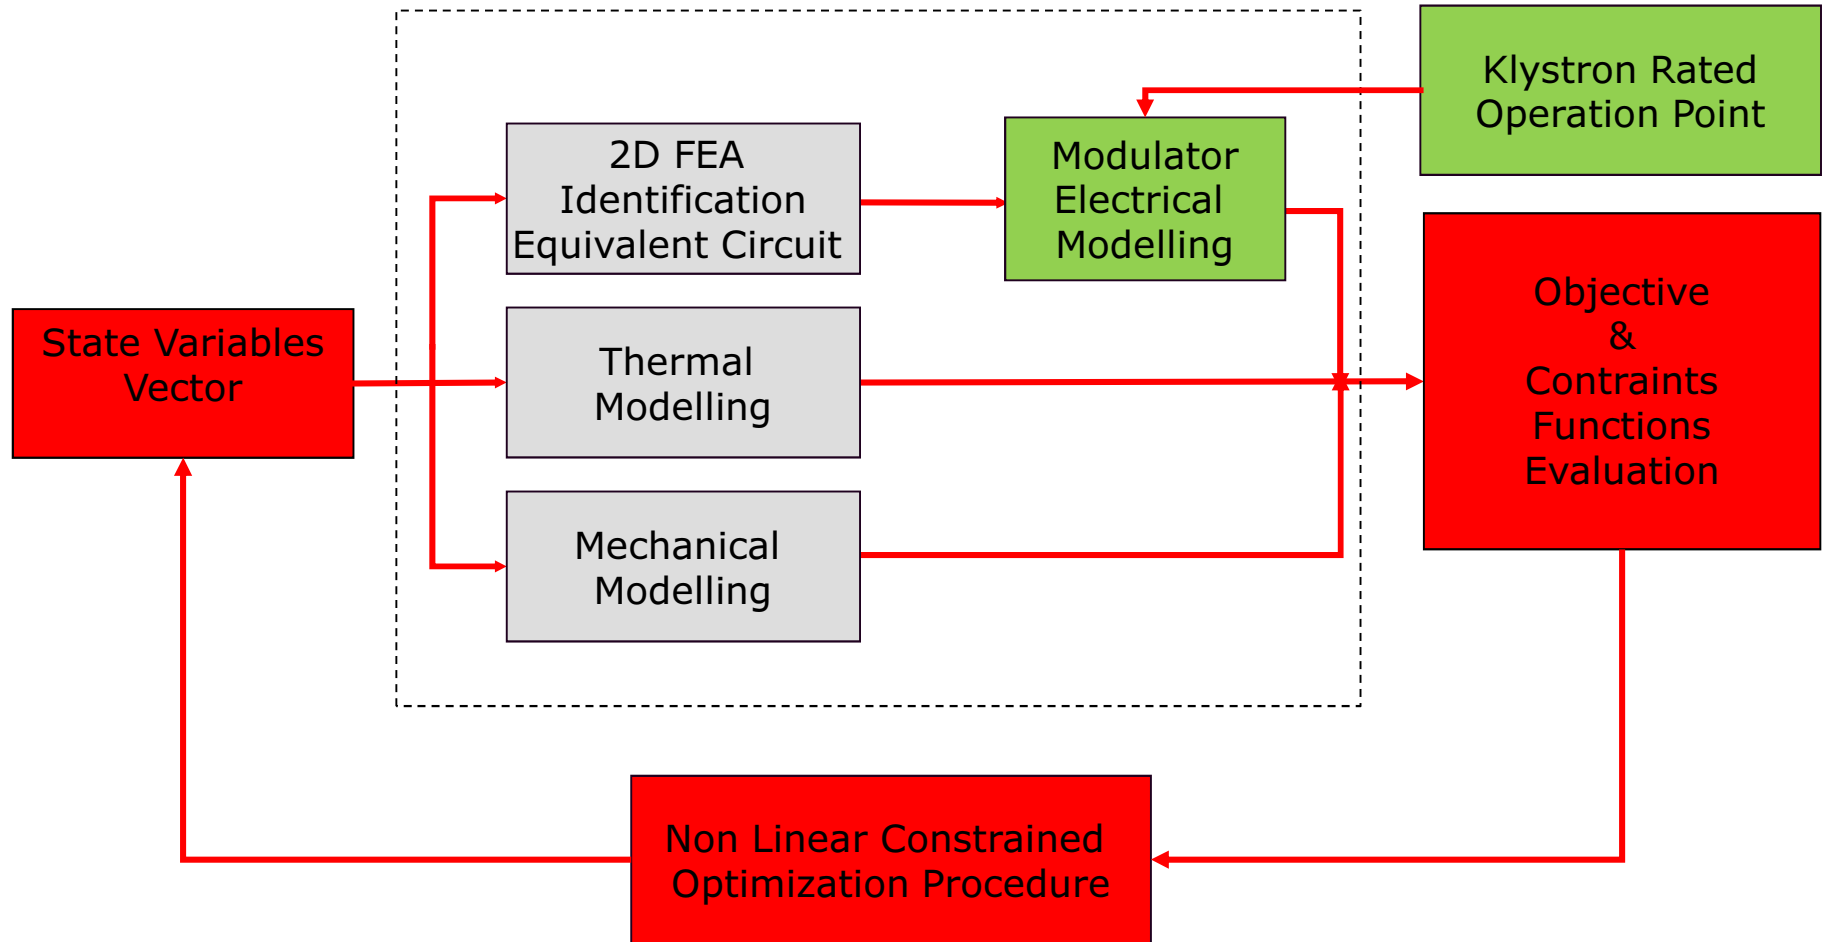 Klystron Rated
Operation Point
2D FEA
Identification
Equivalent Circuit
Modulator
Electrical
Modelling
State Variables
Vector
Thermal
Modelling
Objective
&
Contraints
Functions
Evaluation
Mechanical
Modelling
Non Linear Constrained
Optimization Procedure